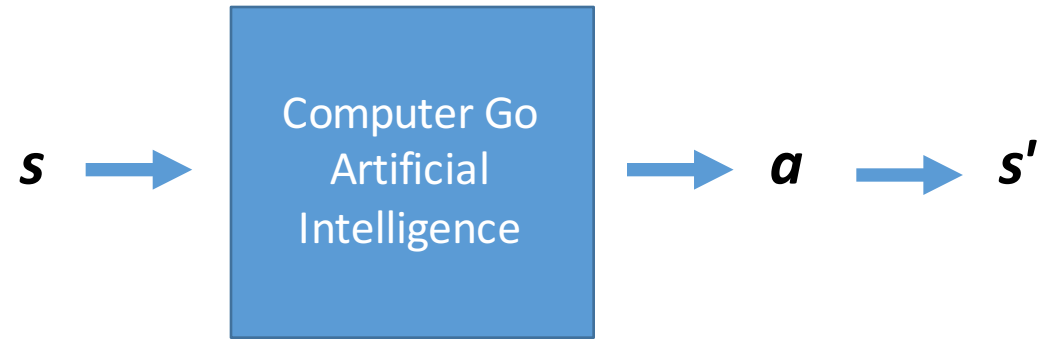 s
Computer Go
Artificial
Intelligence
a
s'